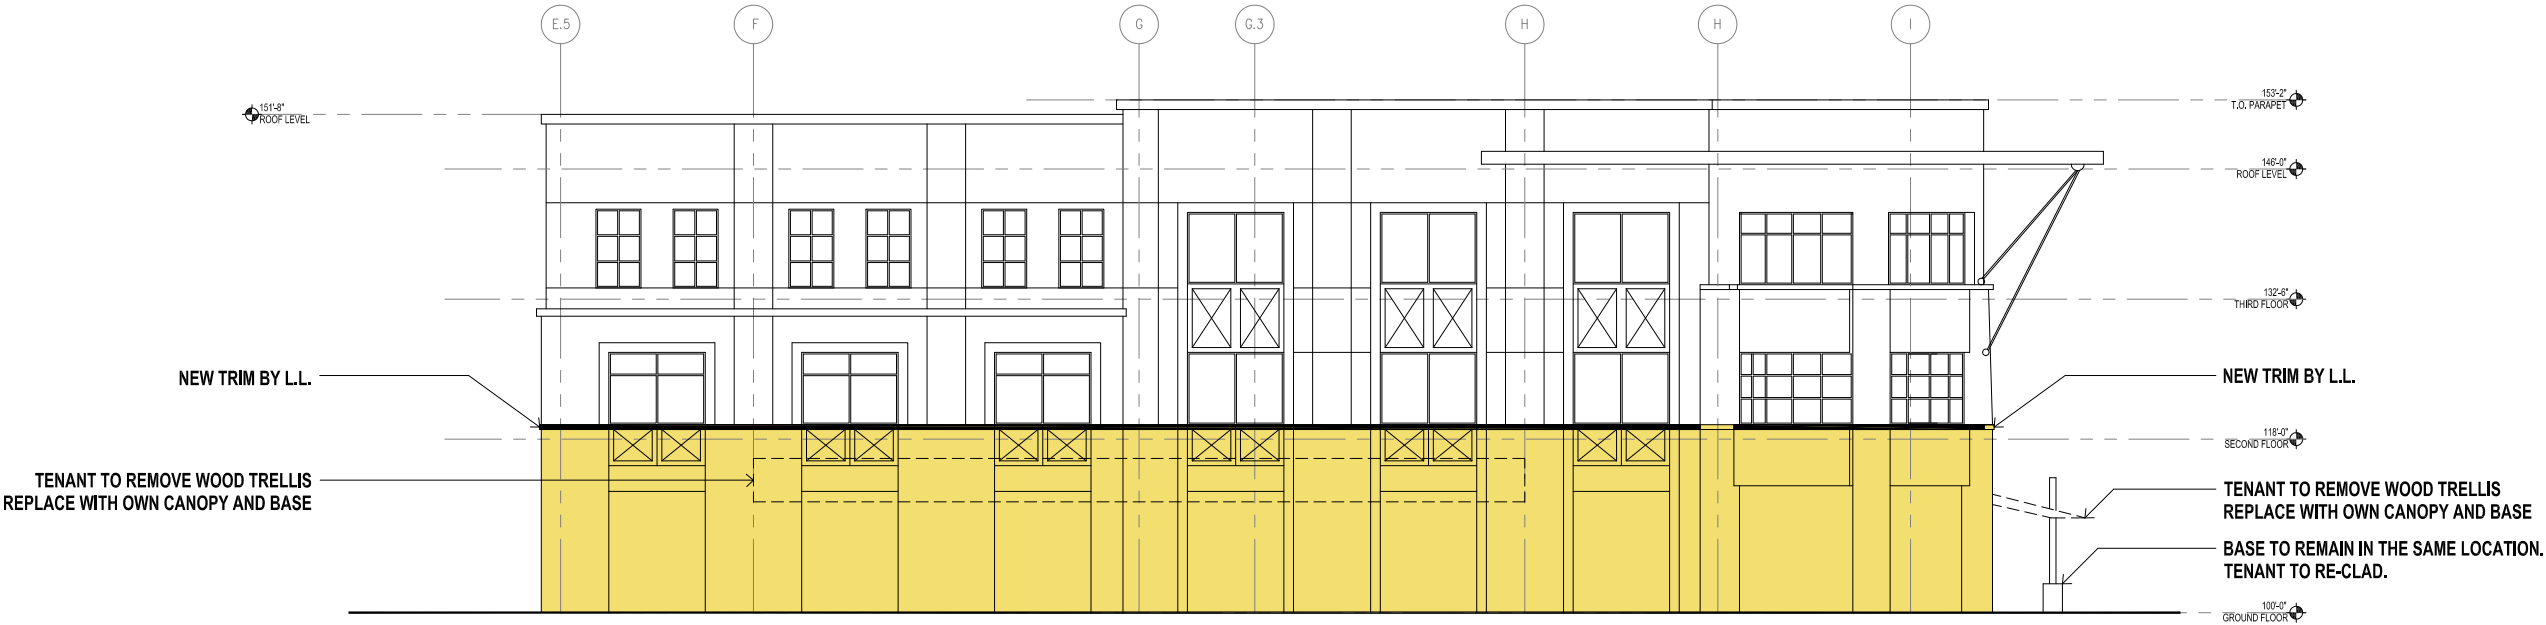 E.5
F
G
G.3
H
H
I
151'-8"
ROOF LEVEL
153'-2"
T.O. PARAPET
146'-0"
ROOF LEVEL
132'-6"
THIRD FLOOR
NEW TRIM BY L.L.
NEW TRIM BY L.L.
118'-0"
SECOND FLOOR
TENANT TO REMOVE WOOD TRELLIS
REPLACE WITH OWN CANOPY AND BASE
TENANT TO REMOVE WOOD TRELLIS
REPLACE WITH OWN CANOPY AND BASE
BASE TO REMAIN IN THE SAME LOCATION.
TENANT TO RE-CLAD.
100'-0"
GROUND FLOOR